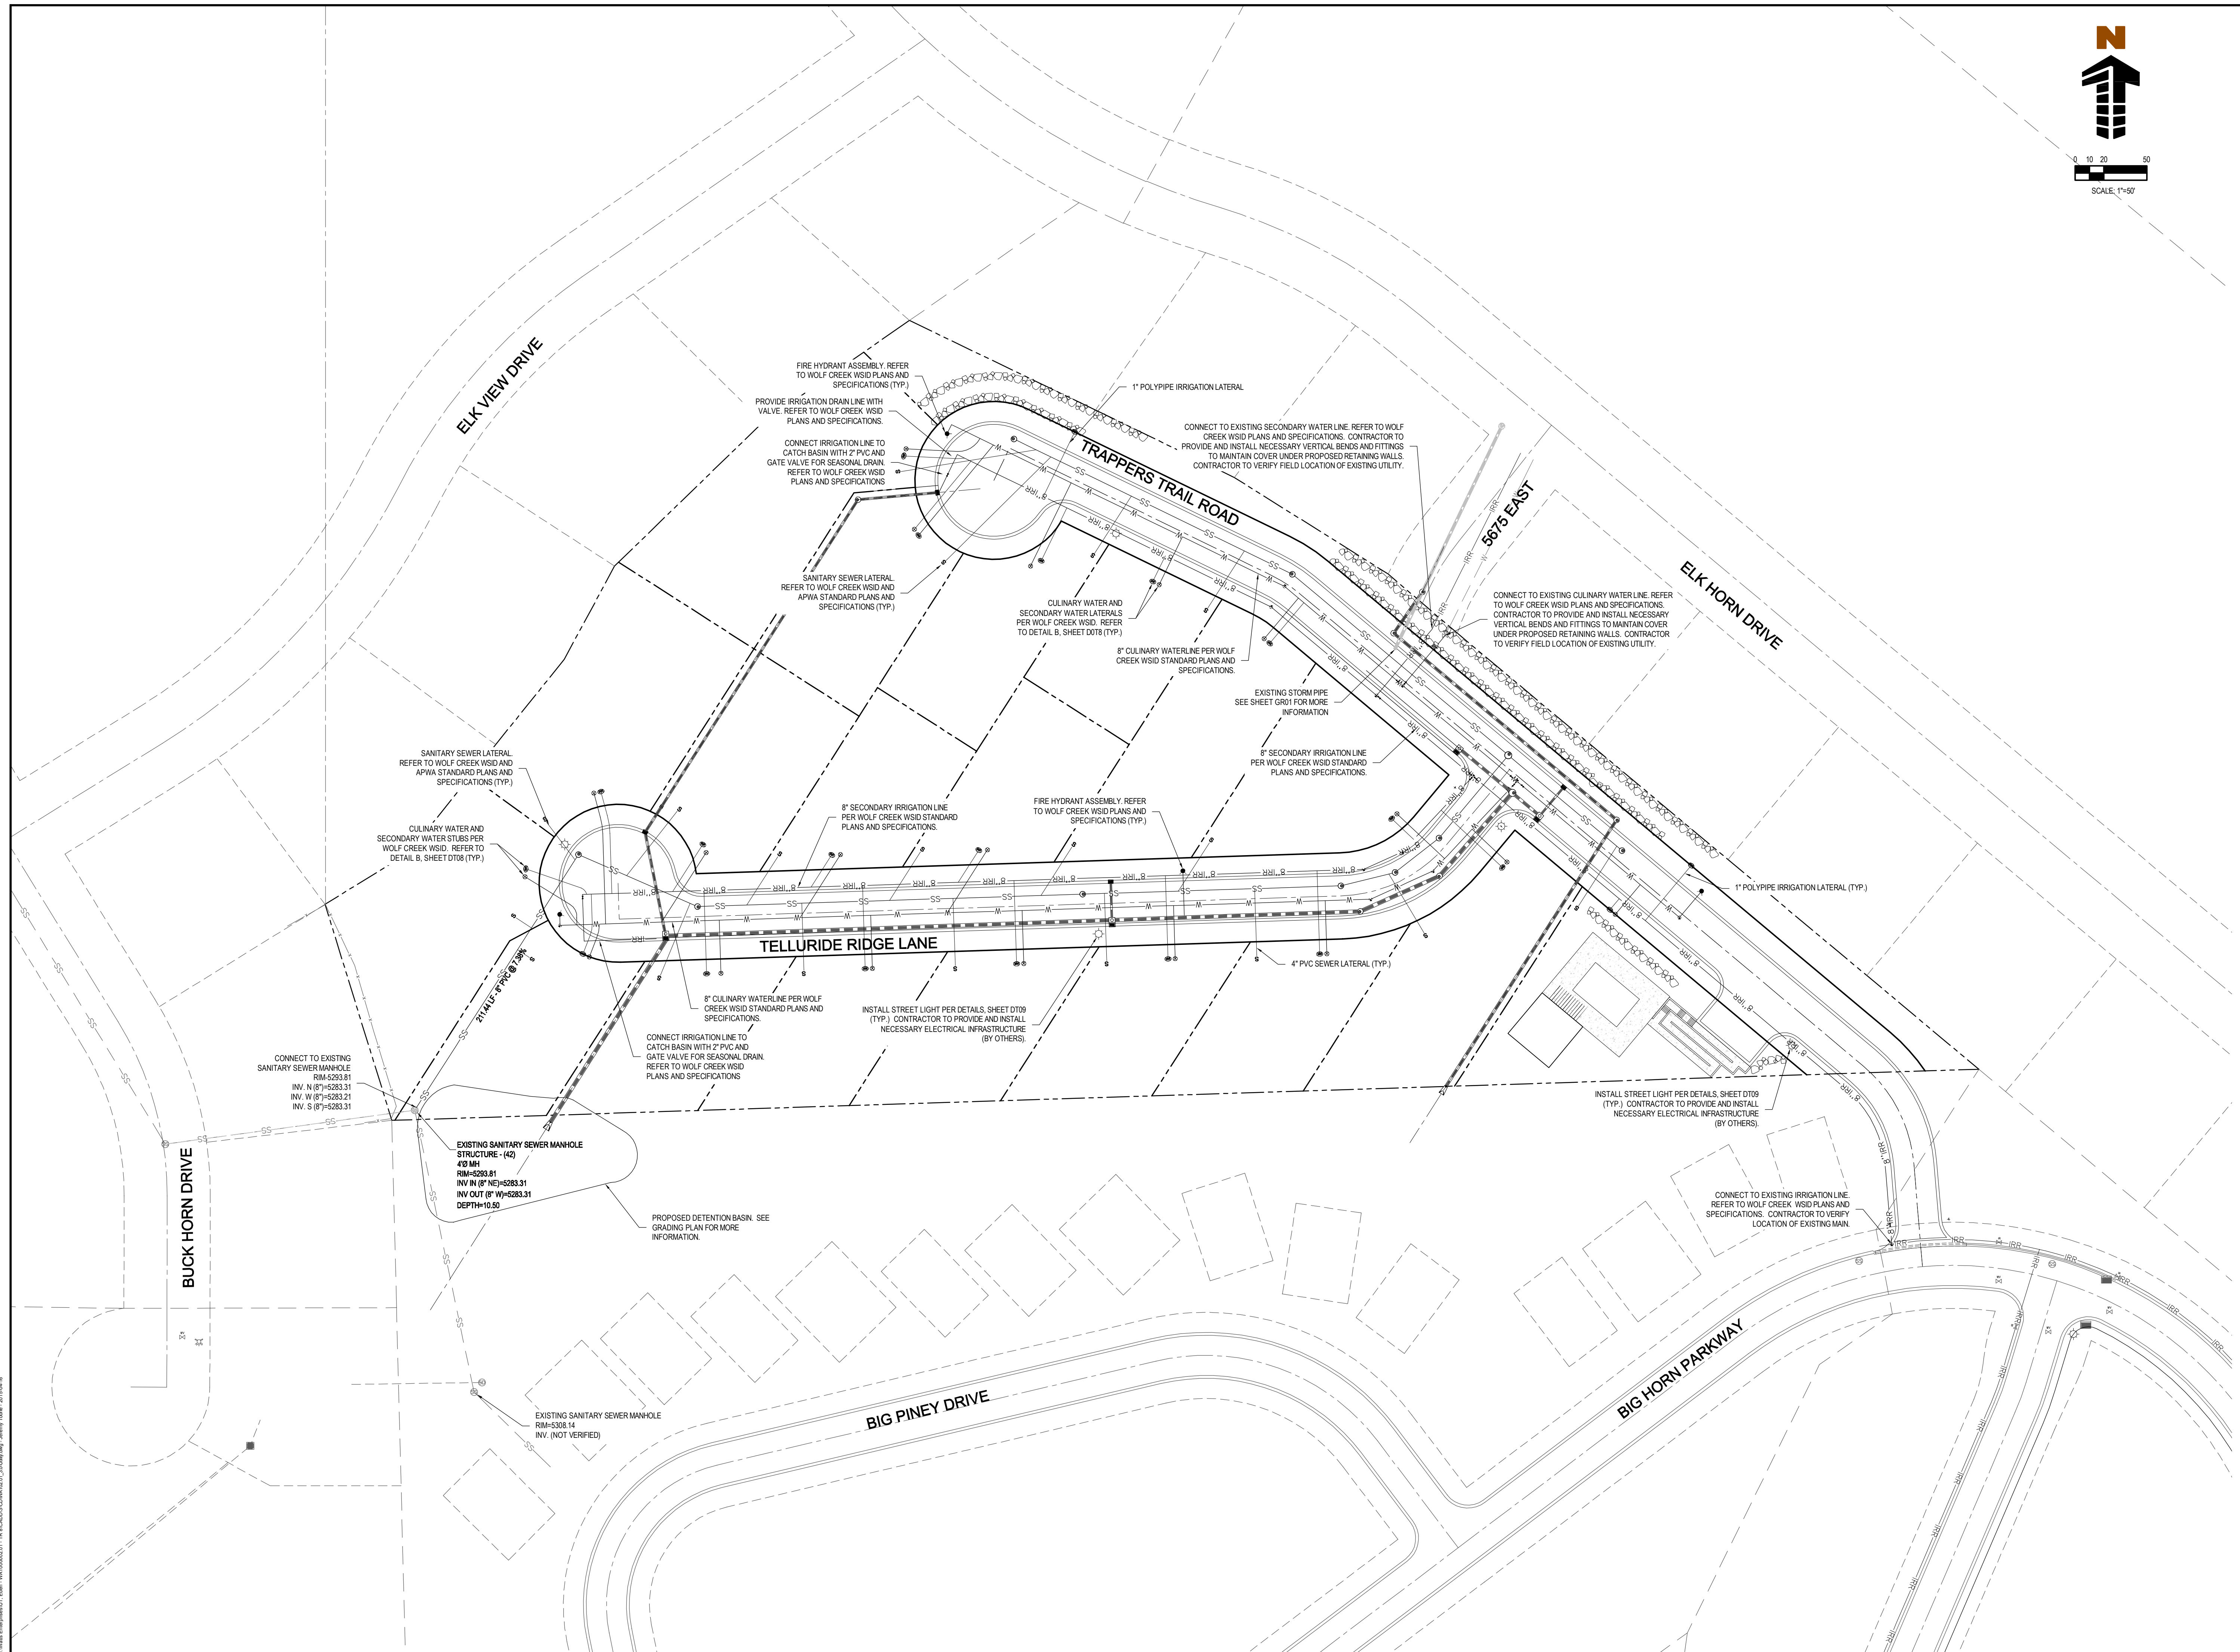 N
0 10 20 50
SCALE: 1"=50'
ELK VIEW DRIVE
FIRE HYDRANT ASSEMBLY. REFER
TO WOLF CREEK WSID PLANS AND
SPECIFICATIONS (TYP.)
PROVIDE IRRIGATION DRAIN LINE WITH
VALVE. REFER TO WOLF CREEK WSID
PLANS AND SPECIFICATIONS.
CONNECT IRRIGATION LINE TO
CATCH BASIN WITH 2" PVC AND
GATE VALVE FOR SEASONAL DRAIN.
REFER TO WOLF CREEK WSID
PLANS AND SPECIFICATIONS
1" POLYPIPE IRRIGATION LATERAL
TRAPPERS TRAIL ROAD
CONNECT TO EXISTING SECONDARY WATER LINE. REFER TO WOLF
CREEK WSID PLANS AND SPECIFICATIONS. CONTRACTOR TO
PROVIDE AND INSTALL NECESSARY VERTICAL BENDS AND FITTINGS
TO MAINTAIN COVER UNDER PROPOSED RETAINING WALLS.
CONTRACTOR TO VERIFY FIELD LOCATION OF EXISTING UTILITY.
5675 EAST
ELK HORN DRIVE
CONNECT TO EXISTING CULINARY WATER LINE. REFER
TO WOLF CREEK WSID PLANS AND SPECIFICATIONS.
CONTRACTOR TO PROVIDE AND INSTALL NECESSARY
VERTICAL BENDS AND FITTINGS TO MAINTAIN COVER
UNDER PROPOSED RETAINING WALLS. CONTRACTOR
TO VERIFY FIELD LOCATION OF EXISTING UTILITY.
SANITARY SEWER LATERAL.
REFER TO WOLF CREEK WSID AND
APWA STANDARD PLANS AND
SPECIFICATIONS (TYP.)
CULINARY WATER AND
SECONDARY WATER LATERALS
PER WOLF CREEK WSID. REFER
TO DETAIL B, SHEET DOT8 (TYP.)
8" CULINARY WATERLINE PER WOLF
CREEK WSID STANDARD PLANS AND
SPECIFICATIONS.
EXISTING STORM PIPE
SEE SHEET GR01 FOR MORE
INFORMATION
8" SECONDARY IRRIGATION LINE
PER WOLF CREEK WSID STANDARD
PLANS AND SPECIFICATIONS.
SANITARY SEWER LATERAL.
REFER TO WOLF CREEK WSID AND
APWA STANDARD PLANS AND
SPECIFICATIONS (TYP.)
CULINARY WATER AND
SECONDARY WATER STUBS PER
WOLF CREEK WSID. REFER TO
DETAIL B, SHEET DT08 (TYP.)
8" SECONDARY IRRIGATION LINE
PER WOLF CREEK WSID STANDARD
PLANS AND SPECIFICATIONS.
FIRE HYDRANT ASSEMBLY. REFER
TO WOLF CREEK WSID PLANS AND
SPECIFICATIONS (TYP.)
1" POLYPIPE IRRIGATION LATERAL (TYP.)
TELLURIDE RIDGE LANE
4" PVC SEWER LATERAL (TYP.)
211.44 LF - 8" PVC @ 7.38%
8" CULINARY WATERLINE PER WOLF
CREEK WSID STANDARD PLANS AND
SPECIFICATIONS.
CONNECT IRRIGATION LINE TO
CATCH BASIN WITH 2" PVC AND
GATE VALVE FOR SEASONAL DRAIN.
REFER TO WOLF CREEK WSID
PLANS AND SPECIFICATIONS
INSTALL STREET LIGHT PER DETAILS, SHEET DT09
(TYP.) CONTRACTOR TO PROVIDE AND INSTALL
NECESSARY ELECTRICAL INFRASTRUCTURE
(BY OTHERS).
CONNECT TO EXISTING
SANITARY SEWER MANHOLE
RIM-5293.81
INV. N (8")=5283.31
INV. W (8")=5283.21
INV. S (8")=5283.31
INSTALL STREET LIGHT PER DETAILS, SHEET DT09
(TYP.) CONTRACTOR TO PROVIDE AND INSTALL
NECESSARY ELECTRICAL INFRASTRUCTURE
(BY OTHERS).
EXISTING SANITARY SEWER MANHOLE
STRUCTURE - (42)
4'Ø MH
RIM=5293.81
INV IN (8" NE)=5283.31
INV OUT (8" W)=5283.31
DEPTH=10.50
BUCK HORN DRIVE
PROPOSED DETENTION BASIN. SEE
GRADING PLAN FOR MORE
INFORMATION.
CONNECT TO EXISTING IRRIGATION LINE.
REFER TO WOLF CREEK WSID PLANS AND
SPECIFICATIONS. CONTRACTOR TO VERIFY
LOCATION OF EXISTING MAIN.
EXISTING SANITARY SEWER MANHOLE
RIM=5308.14
INV. (NOT VERIFIED)
BIG PINEY DRIVE
BIG HORN PARKWAY